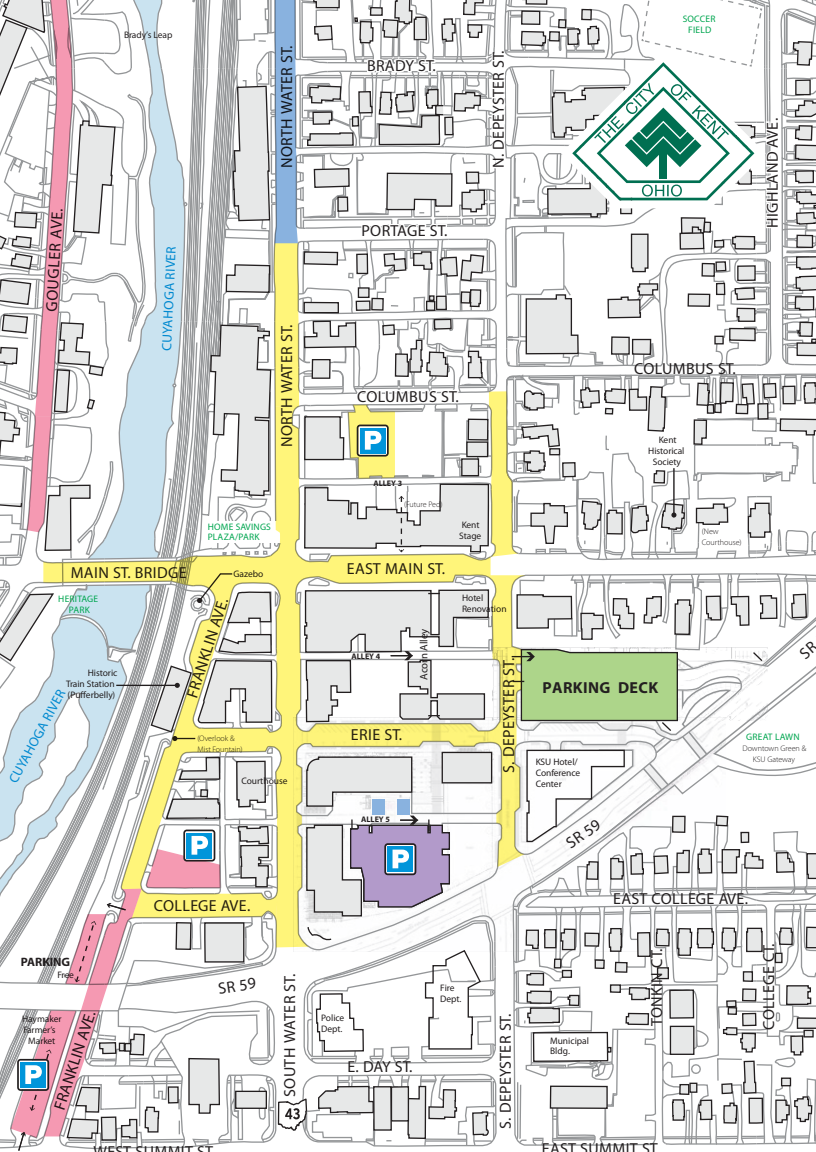 Brady's Leap
SOCCER
FIELD
BRADY ST.
NORTH WATER ST.
N. DEPEYSTER ST.
THE CITY OF KENT
OHIO
HIGHLAND AVE.
GOUGLER AVE.
CUYAHOGA RIVER
PORTAGE ST.
NORTH WATER ST.
COLUMBUS ST.
COLUMBUS ST.
P
Kent
Historical
Society
ALLEY 3
(Future Ped)
Kent
Stage
HOME SAVINGS
PLAZA/PARK
(New
Courthouse)
MAIN ST. BRIDGE
EAST MAIN ST.
Gazebo
HERITAGE
PARK
FRANKLIN AVE.
Hotel
Renovation
ALLEY 4
Acorn Alley
SR
Historic
Train Station
(Pufferbelly)
S. DEPEYSTER ST.
PARKING DECK
CUYAHOGA RIVER
(Overlook &
Mist Fountain)
ERIE ST.
GREAT LAWN
Downtown Green &
KSU Gateway
KSU Hotel/
Conference
Center
Courthouse
ALLEY 5
SR 59
P
P
COLLEGE AVE.
EAST COLLEGE AVE.
PARKING
Free
SR 59
LONKIN CT.
COLLEGE CT.
Fire
Dept.
SOUTH WATER ST.
Police
Dept.
Haymaker
Farmer's
Market
FRANKLIN AVE.
S. DEPEYSTER ST.
Municipal
Bldg.
P
E. DAY ST.
43
WEST SUMMIT ST.
EAST SUMMIT ST.